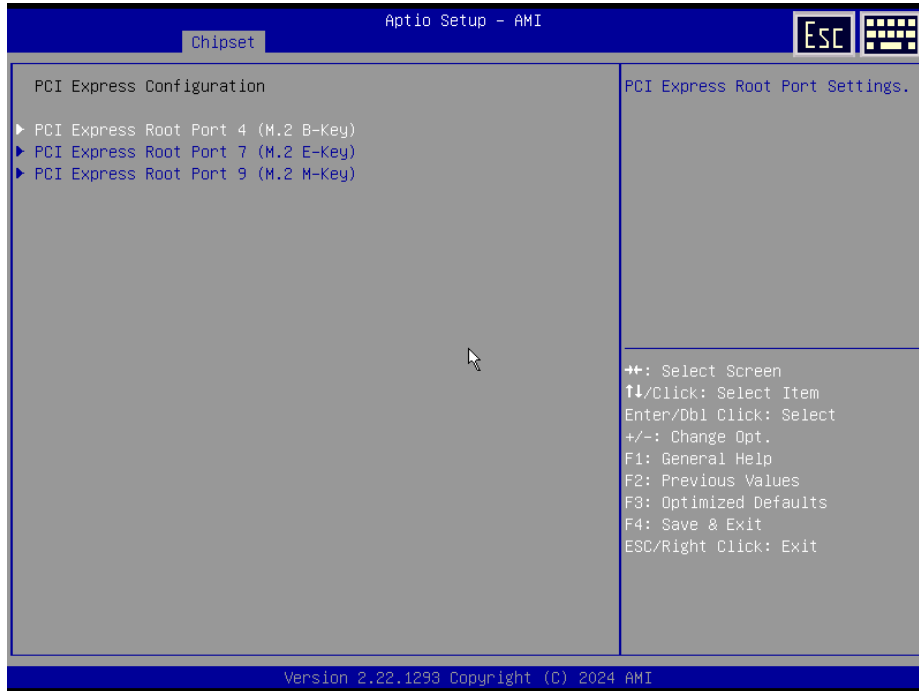 Aptio Setup - AMI
Chipset
Esc
PCI Express Configuration
PCI Express Root Port 4 (M.2 B-Key)
PCI Express Root Port 7 (M.2 E-Key)
PCI Express Root Port 9 (M.2 M-Key)
PCI Express Root Port Settings.
→←: Select Screen
↑↓/Click: Select Item
Enter/Dbl Click: Select
+/-: Change Opt.
F1: General Help
F2: Previous Values
F3: Optimized Defaults
F4: Save & Exit
ESC/Right Click: Exit
Version 2.22.1293 Copyright (C) 2024 AMI